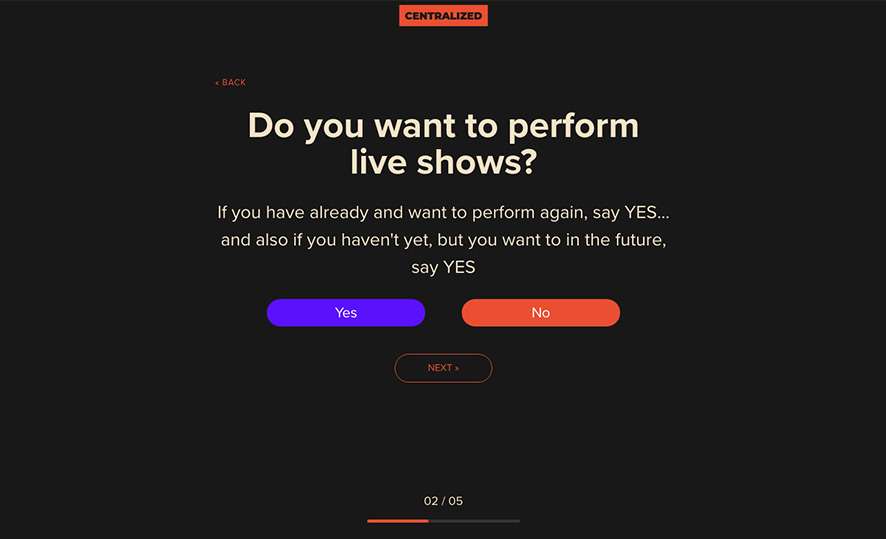 CENTRALIZED
« BACK
Do you want to perform
live shows?
If you have already and want to perform again, say YES...
and also if you haven't yet, but you want to in the future,
say YES
Yes
No
NEXT »
02 / 05